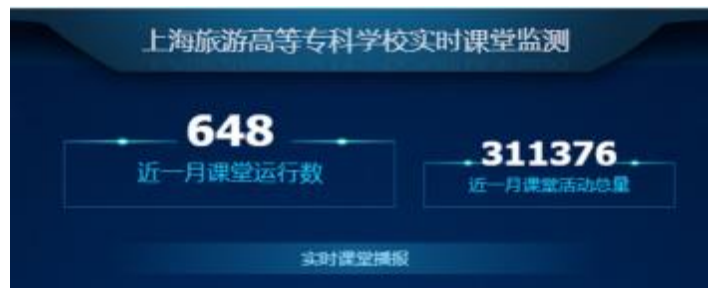 上海旅游高等专科学校实时课堂监测
648
近一月课堂运行数
311376
近一月课堂活动总量
实时课堂播报